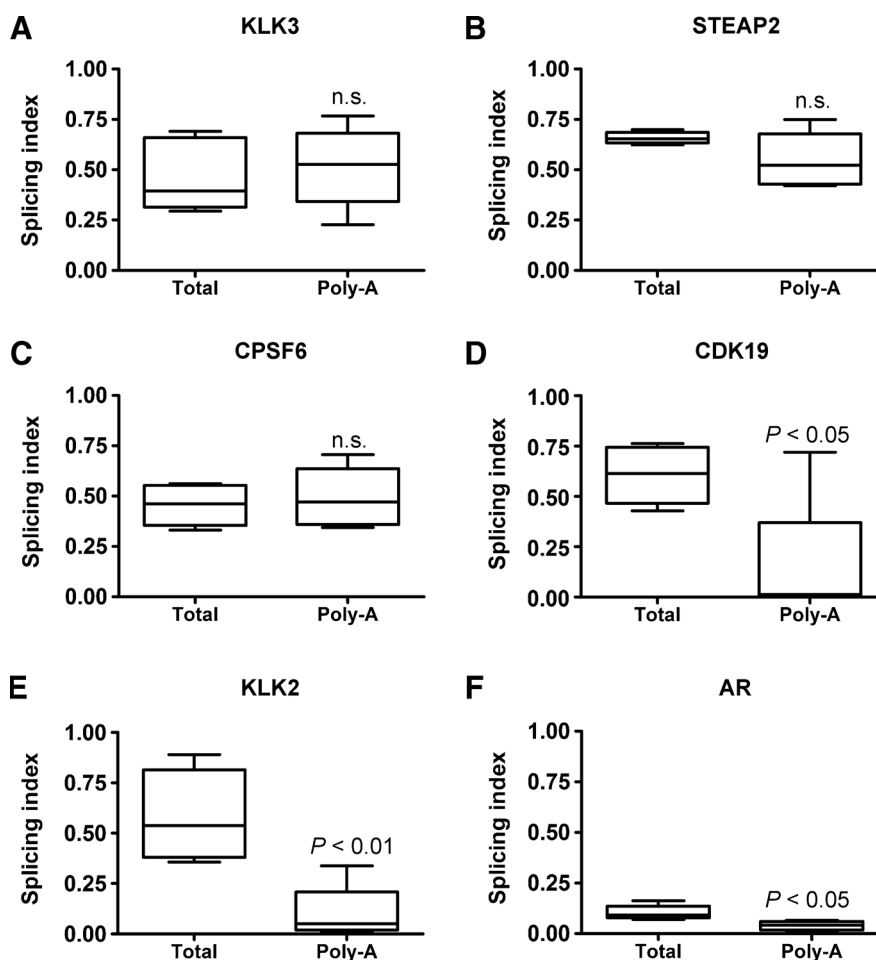 A KLK3
Splicing index
1.00
0.75
0.50
0.25
0.00
n.s.
Total Poly-A
B STEAP2
Splicing index
1.00
0.75
0.50
0.25
0.00
n.s.
Total Poly-A
C CPSF6
Splicing index
1.00
0.75
0.50
0.25
0.00
n.s.
Total Poly-A
D CDK19
Splicing index
1.00
0.75
0.50
0.25
0.00
P < 0.05
Total Poly-A
E KLK2
Splicing index
1.00
0.75
0.50
0.25
0.00
P < 0.01
Total Poly-A
F AR
Splicing index
1.00
0.75
0.50
0.25
0.00
P < 0.05
Total Poly-A